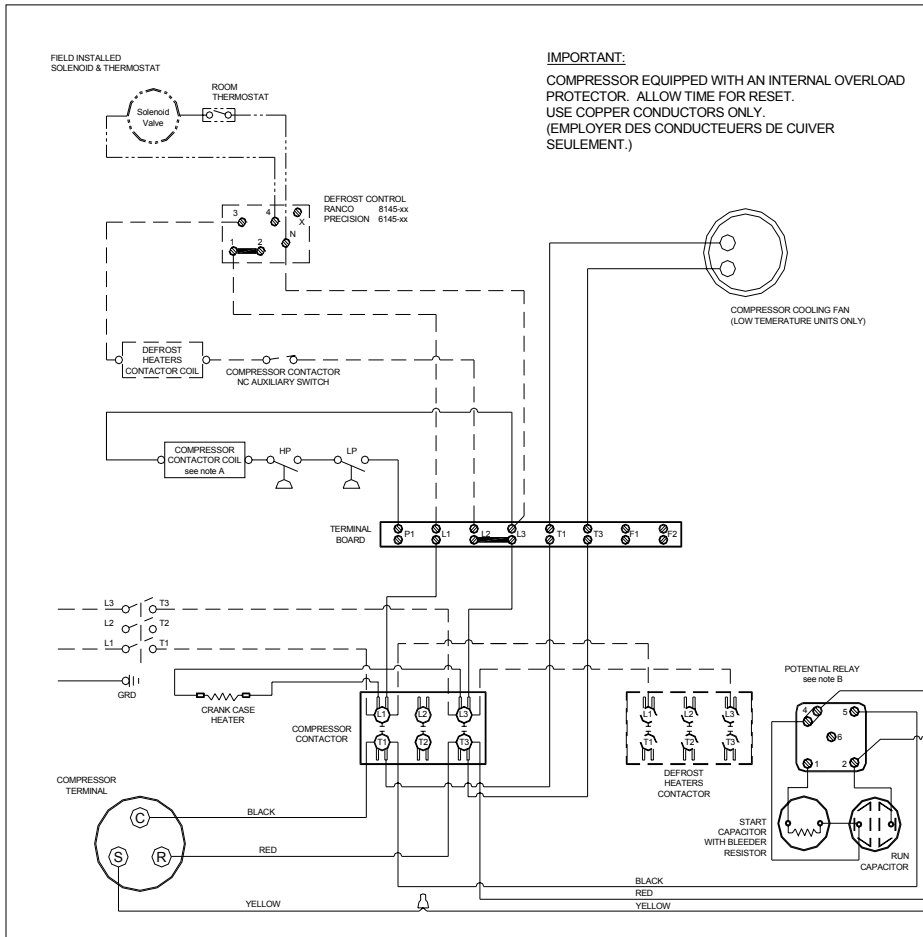 FIELD INSTALLED
SOLENOID & THERMOSTAT
ROOM
THERMOSTAT
Solenoid
Valve
IMPORTANT:
COMPRESSOR EQUIPPED WITH AN INTERNAL OVERLOAD
PROTECTOR. ALLOW TIME FOR RESET.
USE COPPER CONDUCTORS ONLY.
(EMPLOYER DES CONDUCTEUERS DE CUIVER
SEULEMENT.)
DEFROST CONTROL
RANCO 8145-xx
PRECISION 6145-xx
3 4 X
N
1 2
COMPRESSOR COOLING FAN
(LOW TEMERATURE UNITS ONLY)
DEFROST
HEATERS
CONTACTOR COIL
COMPRESSOR CONTACTOR
NC AUXILIARY SWITCH
COMPRESSOR
CONTACTOR COIL
see note A
HP
LP
TERMINAL
BOARD
P1 L1 L2 L3 T1 T3 F1 F2
L3 T3
L2 T2
L1 T1
GRD
CRANK CASE
HEATER
COMPRESSOR
CONTACTOR
L1 L2 L3
T1 T2 T3
L1 L2 L3
T1 T2 T3
DEFROST
HEATERS
CONTACTOR
POTENTIAL RELAY
see note B
4 5
6
1 2
START
CAPACITOR
WITH BLEEDER
RESISTOR
RUN
CAPACITOR
COMPRESSOR
TERMINAL
C
S R
BLACK
RED
YELLOW
BLACK
RED
YELLOW